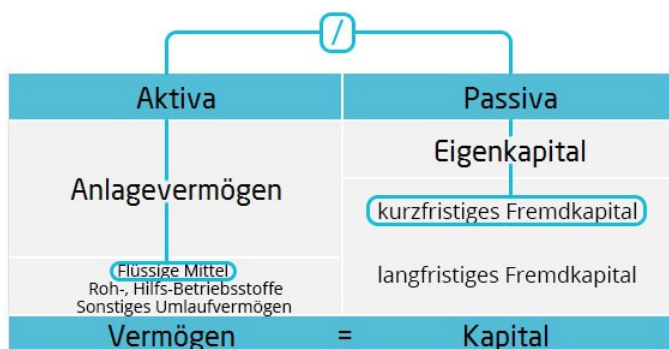 /
Aktiva Passiva
Eigenkapital
Anlagevermögen
kurzfristiges Fremdkapital
Flüssige Mittel
Roh-, Hilfs-Betriebsstoffe
Sonstiges Umlaufvermögen
langfristiges Fremdkapital
Vermögen = Kapital